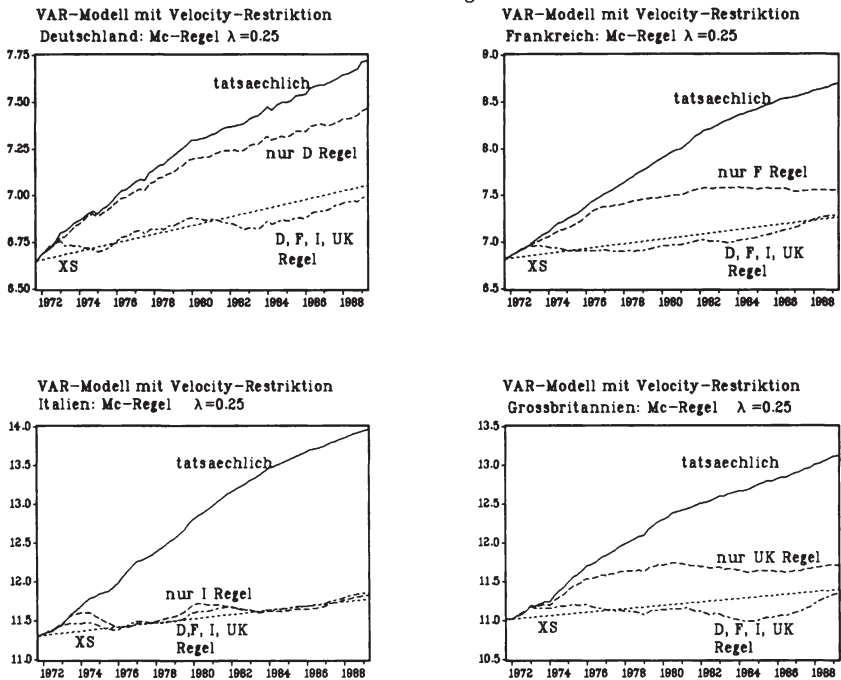 VAR-Modell mit Velocity-Restriktion
Deutschland: Mc-Regel λ=0.25
7.75
7.50
7.25
7.00
6.75
6.50
tatsaechlich
nur D Regel
D, F, I, UK
Regel
XS
1972 1974 1976 1978 1980 1982 1984 1986 1988
VAR-Modell mit Velocity-Restriktion
Frankreich: Mc-Regel λ=0.25
9.0
8.5
8.0
7.5
7.0
6.5
tatsaechlich
nur F Regel
D, F, I, UK
Regel
XS
1972 1974 1976 1978 1980 1982 1984 1986 1988
VAR-Modell mit Velocity-Restriktion
Italien: Mc-Regel λ=0.25
14.0
13.5
13.0
12.5
12.0
11.5
11.0
tatsaechlich
nur I Regel
D,F, I, UK
Regel
XS
1972 1974 1976 1978 1980 1982 1984 1986 1988
VAR-Modell mit Velocity-Restriktion
Grossbritannien: Mc-Regel λ=0.25
13.5
13.0
12.5
12.0
11.5
11.0
10.5
tatsaechlich
nur UK Regel
D, F, I, UK
Regel
XS
1972 1974 1976 1978 1980 1982 1984 1986 1988